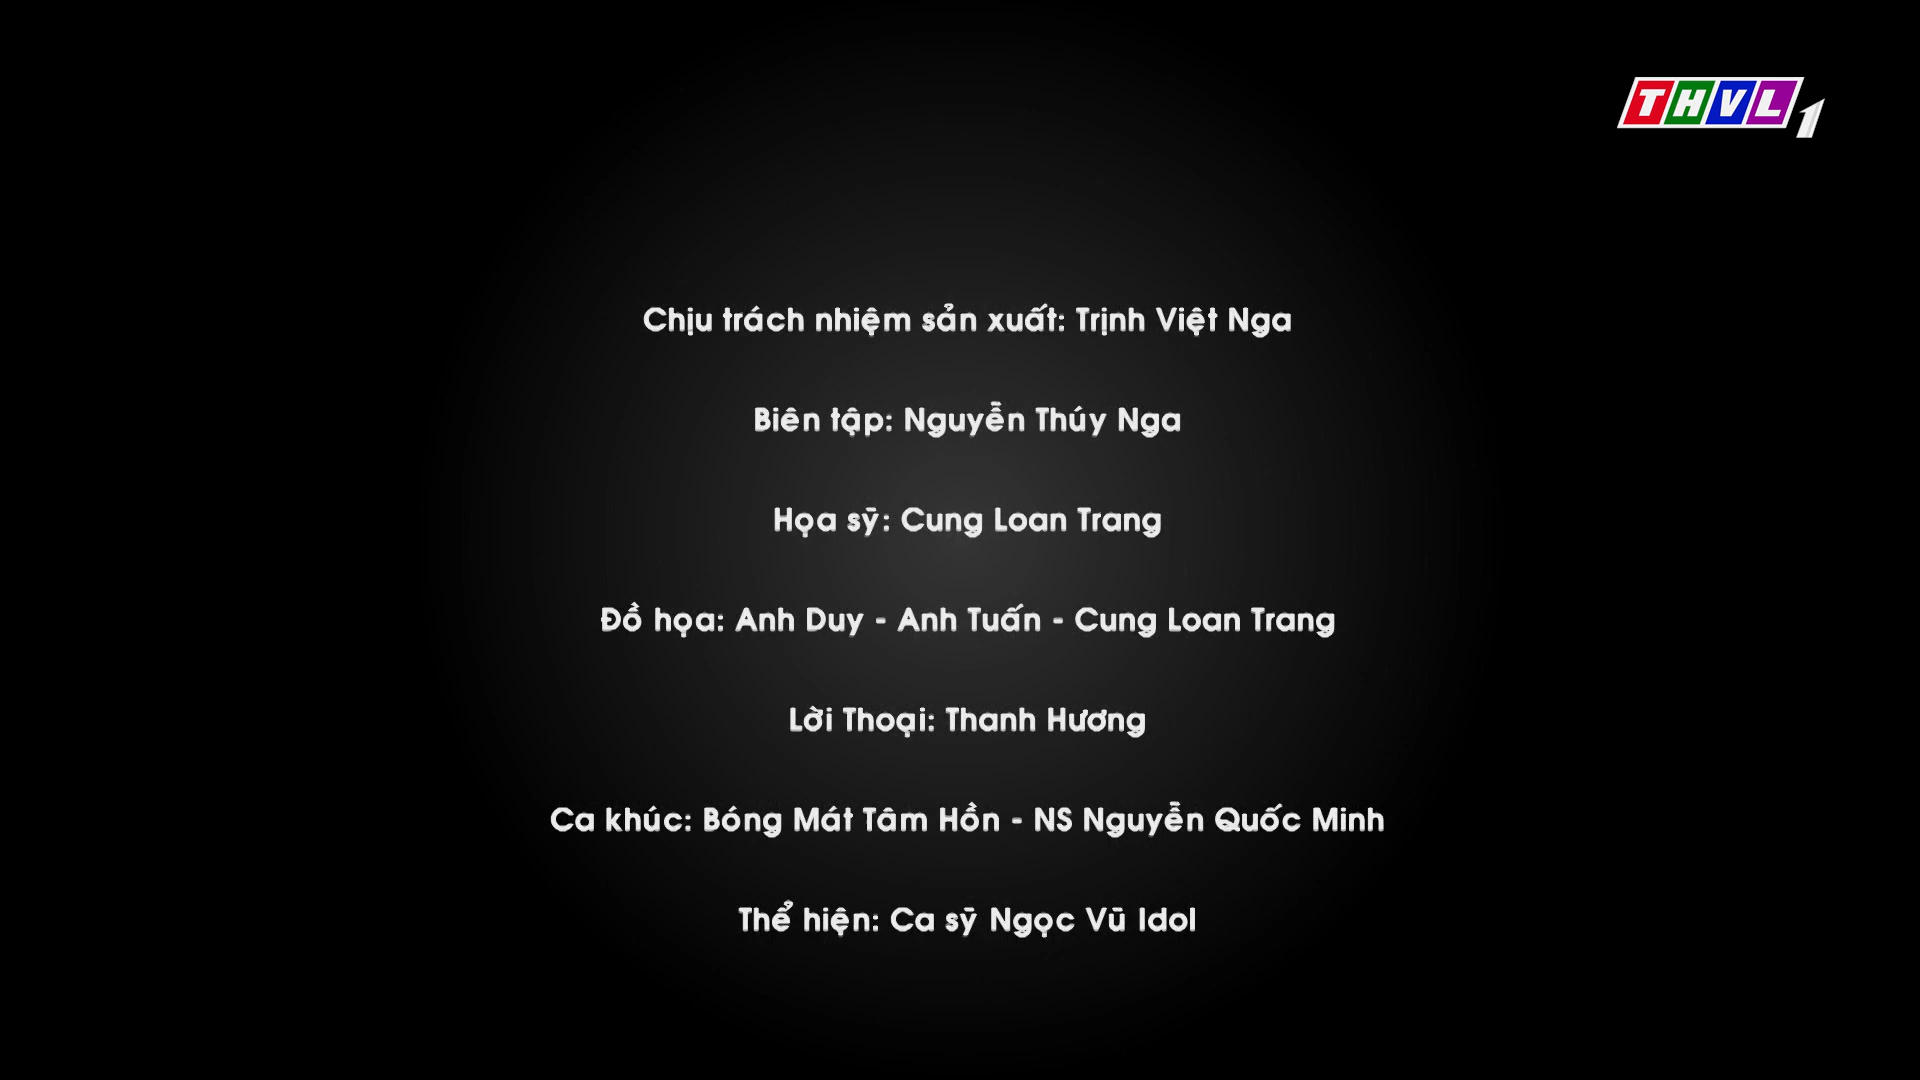 THVL1
Chịu trách nhiệm sản xuất: Trịnh Việt Nga
Biên tập: Nguyễn Thúy Nga
Họa sỹ: Cung Loan Trang
Đồ họa: Anh Duy - Anh Tuấn - Cung Loan Trang
Lời Thoại: Thanh Hương
Ca khúc: Bóng Mát Tâm Hồn - NS Nguyễn Quốc Minh
Thể hiện: Ca sỹ Ngọc Vũ Idol